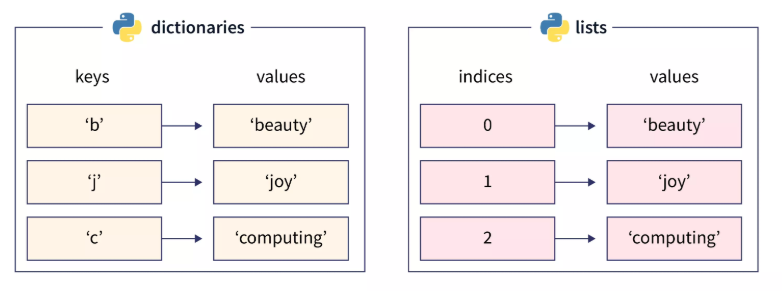 dictionaries
keys values
‘b’ ‘beauty’
‘j’ ‘joy’
‘c’ ‘computing’
lists
indices values
0 ‘beauty’
1 ‘joy’
2 ‘computing’